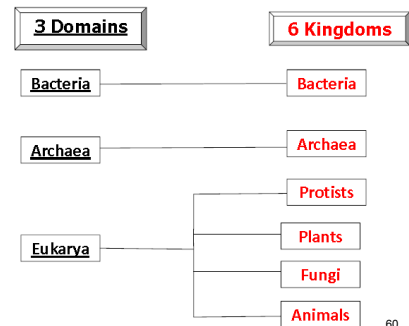 3 Domains
6 Kingdoms
Bacteria
Bacteria
Archaea
Archaea
Protists
Plants
Eukarya
Fungi
Animals
60